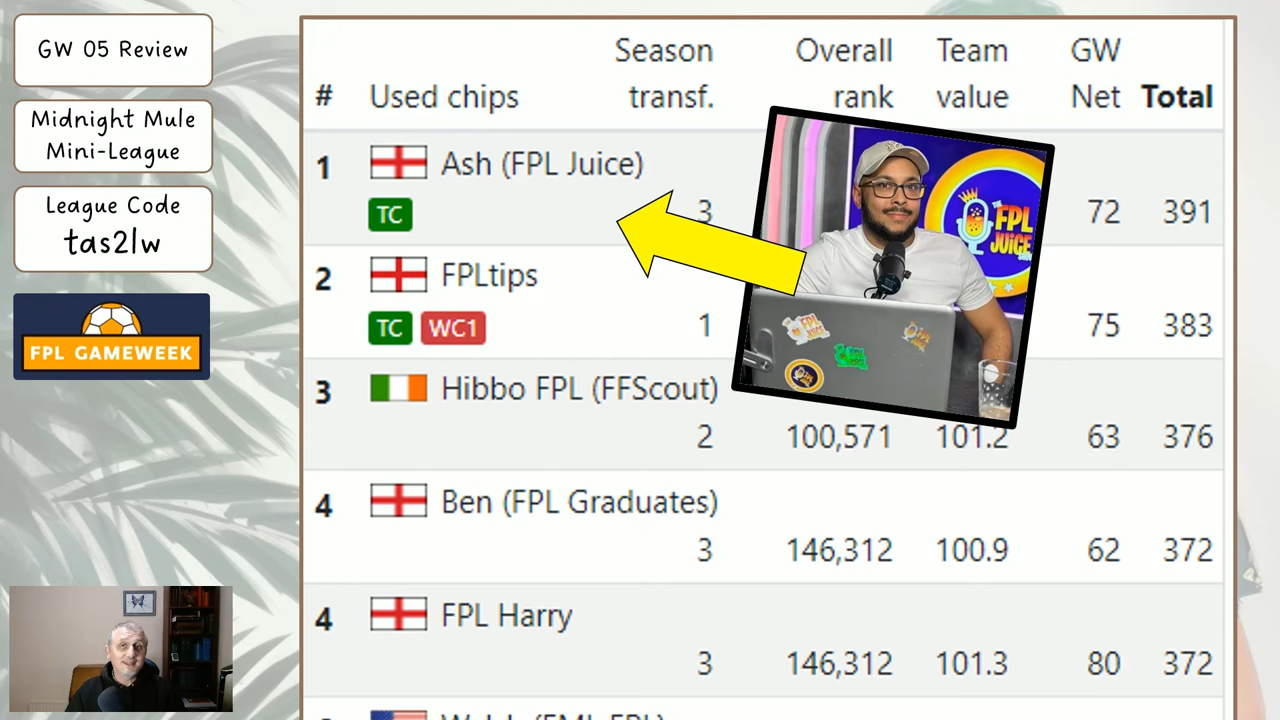 GW 05 Review
Midnight Mule
Mini-League
League Code
tas2lw
FPL GAMEWEEK
# Used chips Season transf. Overall rank Team value GW Net Total
1 Ash (FPL Juice)
TC 3 72 391
2 FPLtips
TC WC1 1 75 383
3 Hibbo FPL (FFScout)
2 100,571 101.2 63 376
4 Ben (FPL Graduates)
3 146,312 100.9 62 372
4 FPL Harry
3 146,312 101.3 80 372
THE
FPL
JUICE